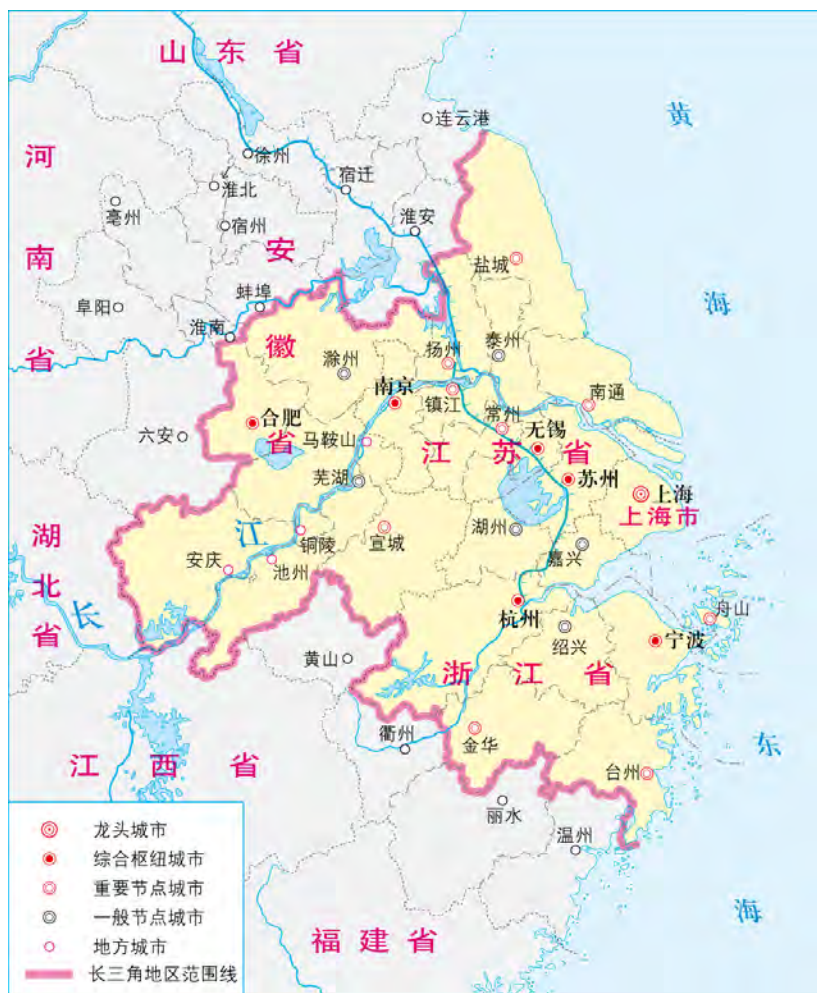 山东省
黄
连云港
徐州
河
宿迁
淮北
亳州
宿州
淮安
南
安
盐城
海
蚌埠
阜阳
淮南
省
徽
扬州
泰州
滁州
南京
镇江
南通
合肥
常州
无锡
六安
省
马鞍山
江苏省
苏州
芜湖
上海
上海市
江
湖
铜陵
宣城
湖州
嘉兴
北
安庆
池州
长
省
杭州
舟山
绍兴
宁波
黄山
浙江省
衢州
金华
东
江西省
台州
丽水
温州
海
福建省
龙头城市
综合枢纽城市
重要节点城市
一般节点城市
地方城市
长三角地区范围线